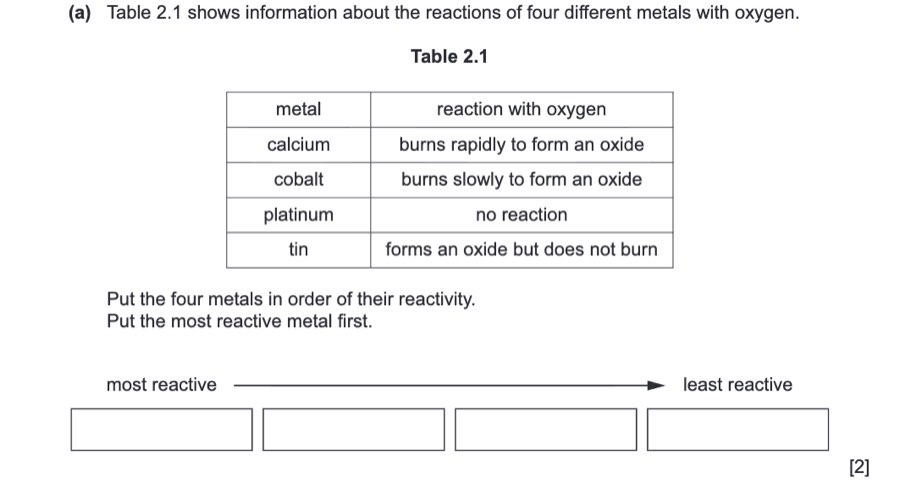 (a) Table 2.1 shows information about the reactions of four different metals with oxygen.
Table 2.1
metal reaction with oxygen
calcium burns rapidly to form an oxide
cobalt burns slowly to form an oxide
platinum no reaction
tin forms an oxide but does not burn
Put the four metals in order of their reactivity.
Put the most reactive metal first.
most reactive least reactive
[2]